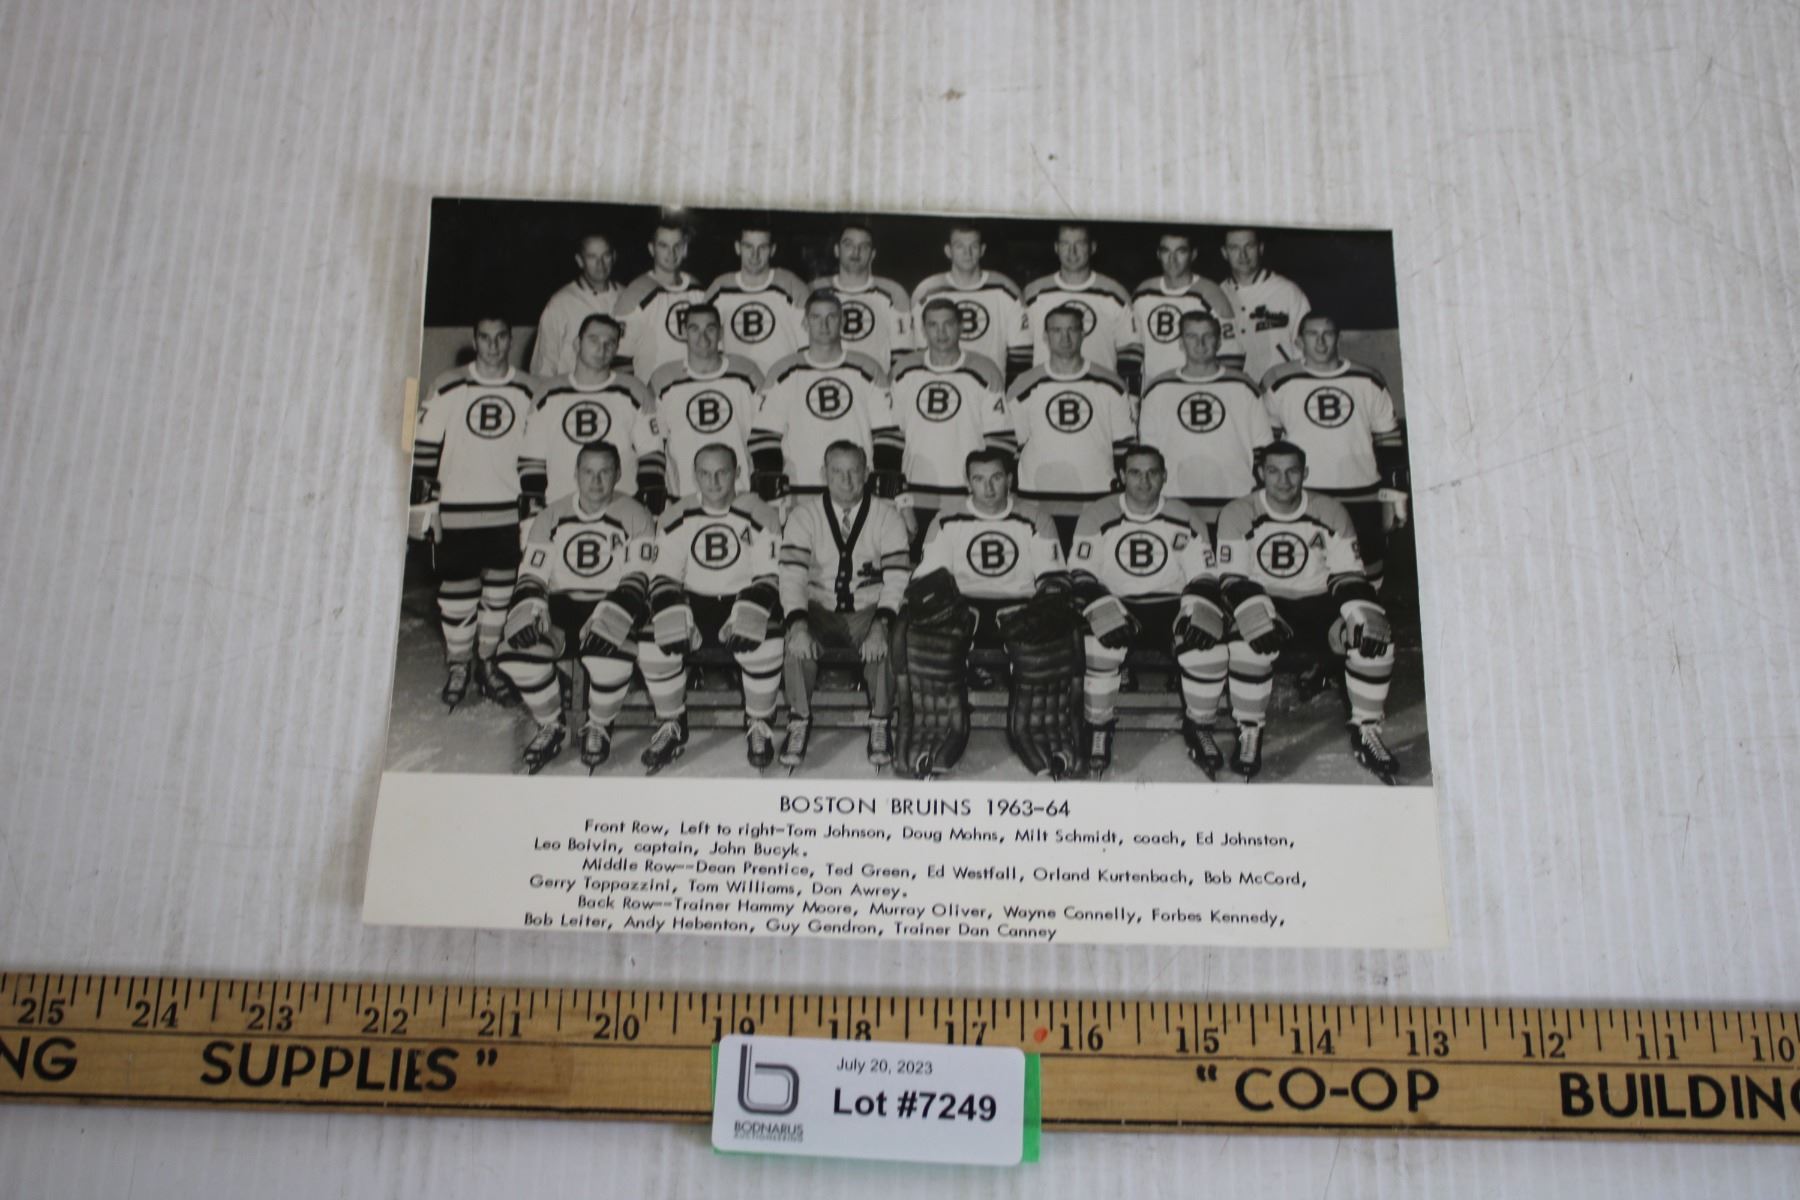 BOSTON BRUINS 1963-64
Front Row, Left to right-Tom Johnson, Doug Mohns, Milt Schmidt, coach, Ed Johnston,
Leo Boivin, captain, John Bucyk.
Middle Row--Dean Prentice, Ted Green, Ed Westfall, Orland Kurtenbach, Bob McCord,
Gerry Toppazzini, Tom Williams, Don Awrey.
Back Row--Trainer Hammy Moore, Murray Oliver, Wayne Connelly, Forbes Kennedy,
Bob Leiter, Andy Hebenton, Guy Gendron, Trainer Dan Canney
25 24 23 22 21 20 19 18 17 16 15 14 13 12 11 10
NG SUPPLIES" "CO-OP BUILDING
July 20, 2023
Lot #7249
BODNARUS
AUCTIONEERING